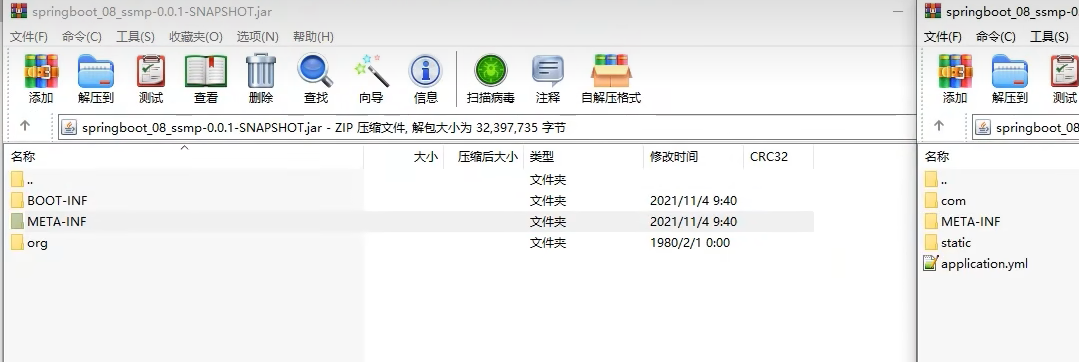 springboot_08_ssmp-0.0.1-SNAPSHOT.jar
文件(F) 命令(C) 工具(S) 收藏夹(O) 选项(N) 帮助(H)
添加 解压到 测试 查看 删除 查找 向导 信息 扫描病毒 注释 自解压格式
springboot_08_ssmp-0.0.1-SNAPSHOT.jar - ZIP 压缩文件, 解包大小为 32,397,735 字节
名称 大小 压缩后大小 类型 修改时间 CRC32
.. 文件夹
BOOT-INF 文件夹 2021/11/4 9:40
META-INF 文件夹 2021/11/4 9:40
org 文件夹 1980/2/1 0:00
springboot_08_ssmp-0.0.1
文件(F) 命令(C) 工具(S)
添加 解压到 测试
springboot_08
名称
..
com
META-INF
static
application.yml